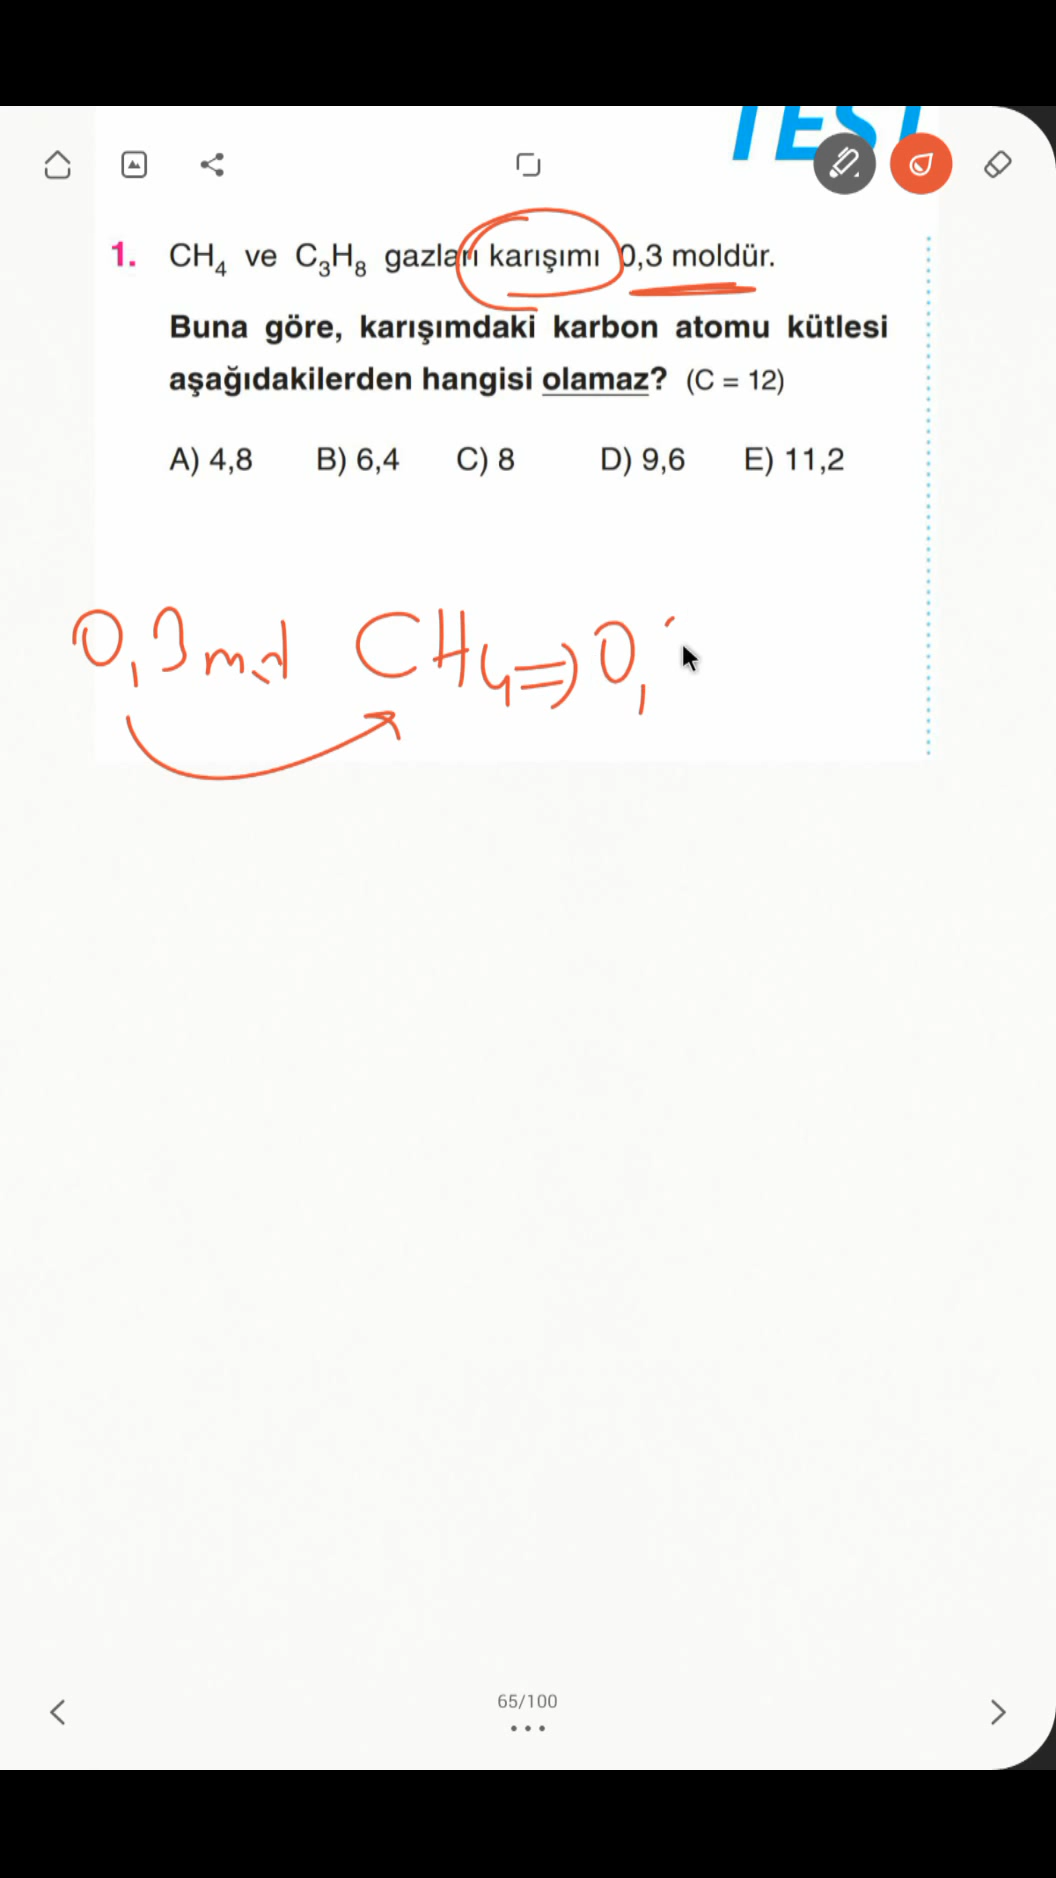 TEST
1. CH₄ ve C₃H₈ gazları karışımı 0,3 moldür.
Buna göre, karışımdaki karbon atomu kütlesi
aşağıdakilerden hangisi olamaz? (C = 12)
A) 4,8 B) 6,4 C) 8 D) 9,6 E) 11,2
0,3 mol CH₄ ⇒ 0,
65/100